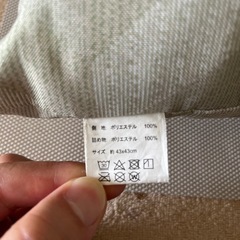 側 地 ポリエステル 100%
詰め物 ポリエステル 100%
サイズ 約 43x43cm